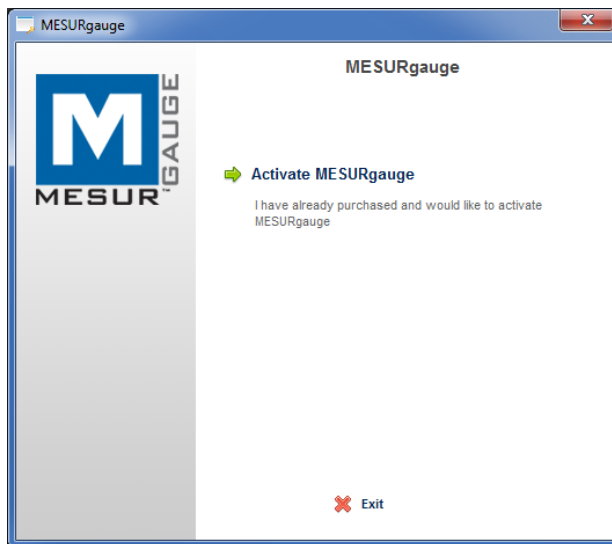 MESURgauge
MESURgauge
M
GAUGE
MESUR™
Activate MESURgauge
I have already purchased and would like to activate
MESURgauge
Exit